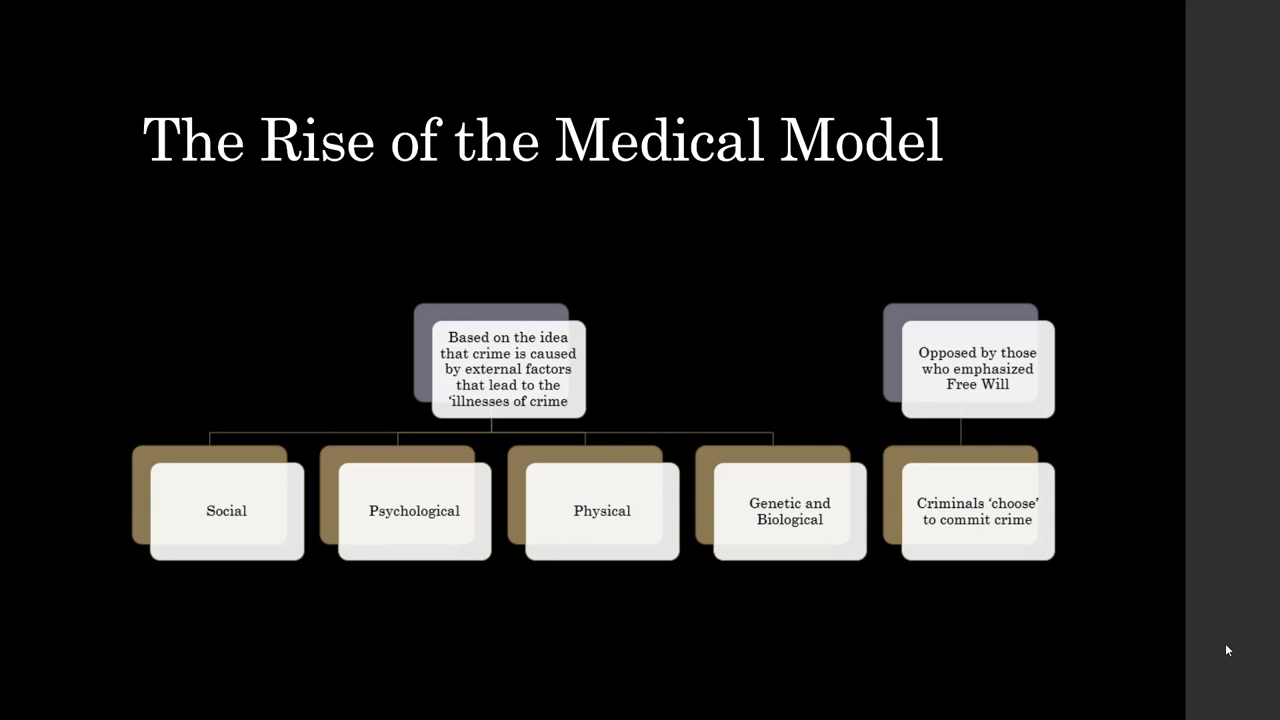 The Rise of the Medical Model
Based on the idea
that crime is caused
by external factors
that lead to the
‘illnesses of crime
Opposed by those
who emphasized
Free Will
Social
Psychological
Physical
Genetic and
Biological
Criminals ‘choose’
to commit crime